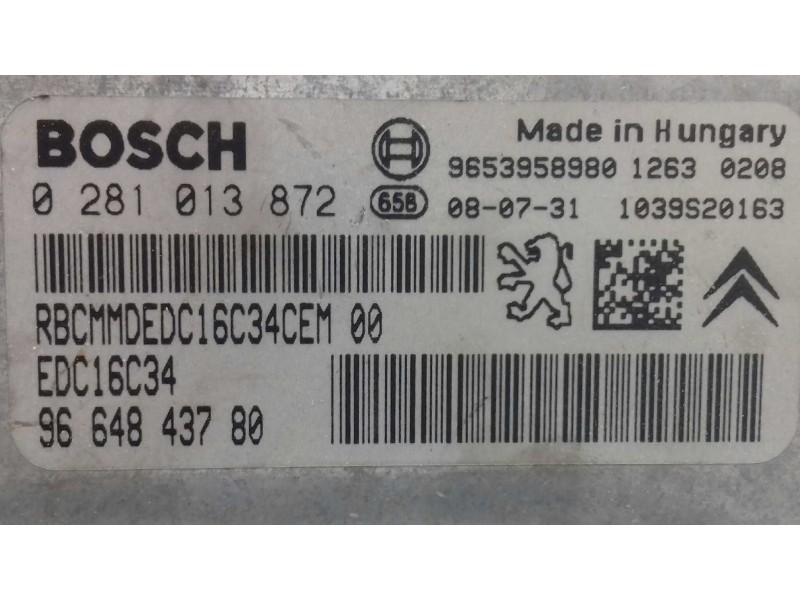 BOSCH
Made in Hungary
9653958980 1263 0208
0 281 013 872
658
08-07-31 1039S20163
RBCMMDEDC16C34CEM 00
EDC16C34
96 648 437 80